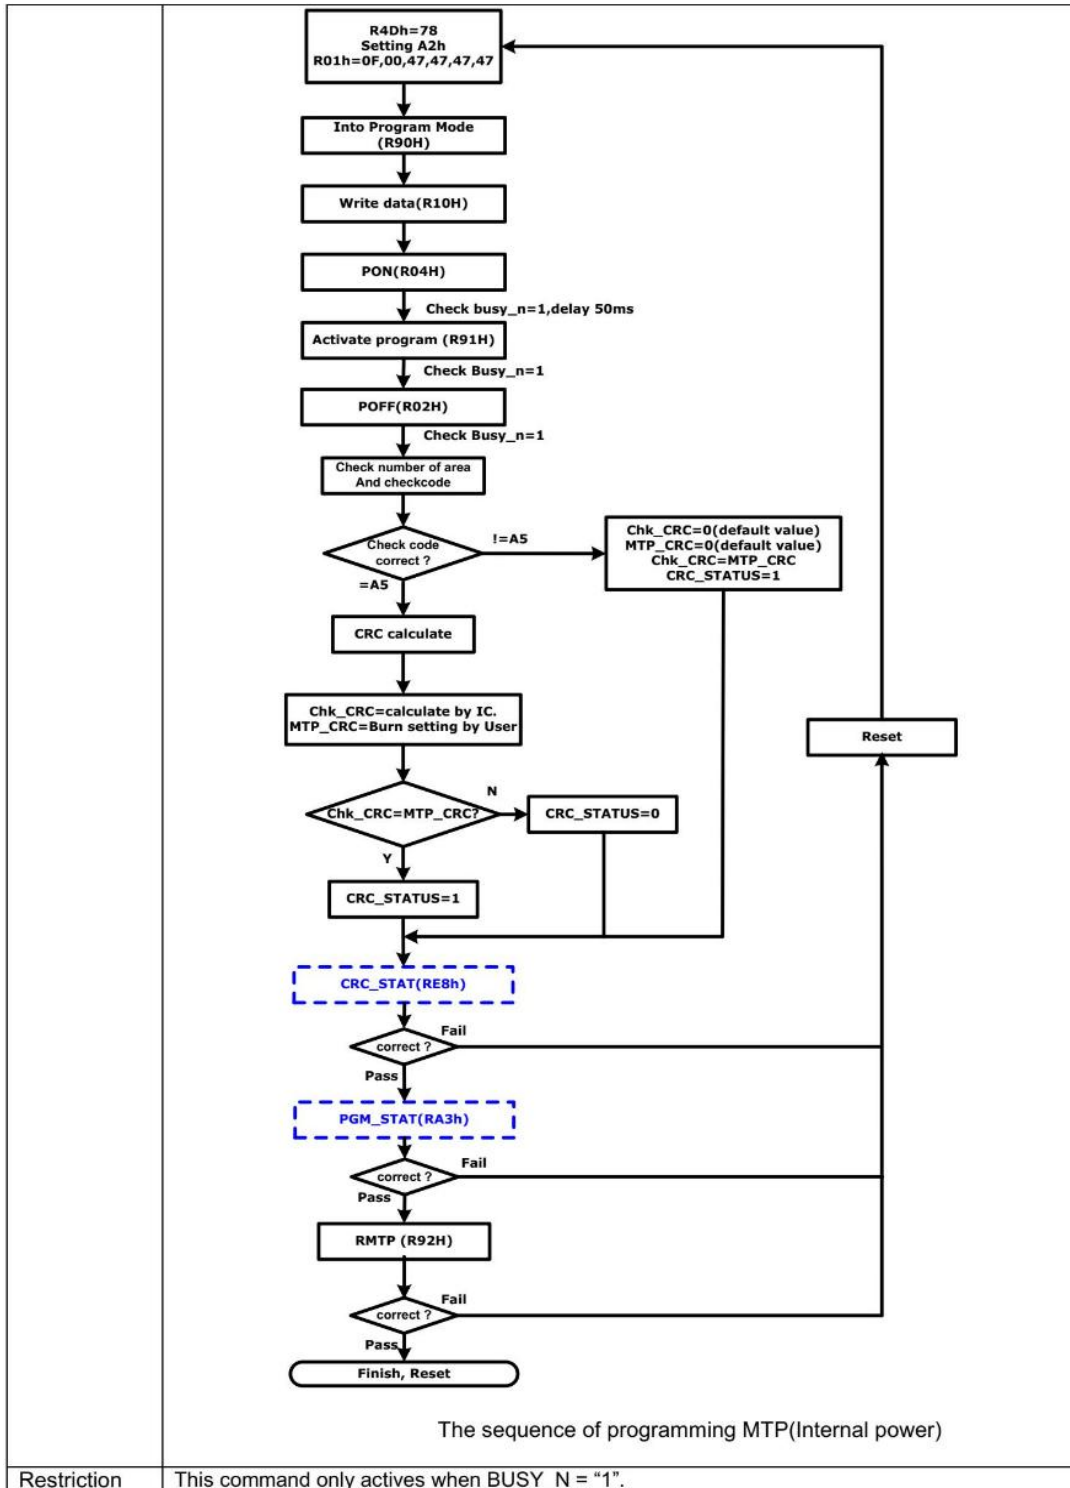 R4Dh=78
Setting A2h
R01h=0F,00,47,47,47,47
Into Program Mode
(R90H)
Write data(R10H)
PON(R04H)
Check busy_n=1,delay 50ms
Activate program (R91H)
Check Busy_n=1
POFF(R02H)
Check Busy_n=1
Check number of area
And checkcode
Check code
correct ?
!=A5
Chk_CRC=0(default value)
MTP_CRC=0(default value)
Chk_CRC=MTP_CRC
CRC_STATUS=1
=A5
CRC calculate
Chk_CRC=calculate by IC.
MTP_CRC=Burn setting by User
Reset
Chk_CRC=MTP_CRC?
N
CRC_STATUS=0
Y
CRC_STATUS=1
CRC_STAT(RE8h)
Fail
correct ?
Pass
PGM_STAT(RA3h)
Fail
correct ?
Pass
RMTP (R92H)
Fail
correct ?
Pass
Finish, Reset
The sequence of programming MTP(Internal power)
Restriction
This command only actives when BUSY_N = “1”.